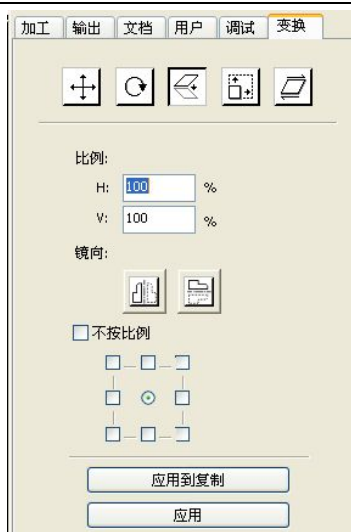 加工 输出 文档 用户 调试 变换
比例:
H: 100 %
V: 100 %
镜向:
不按比例
应用到复制
应用